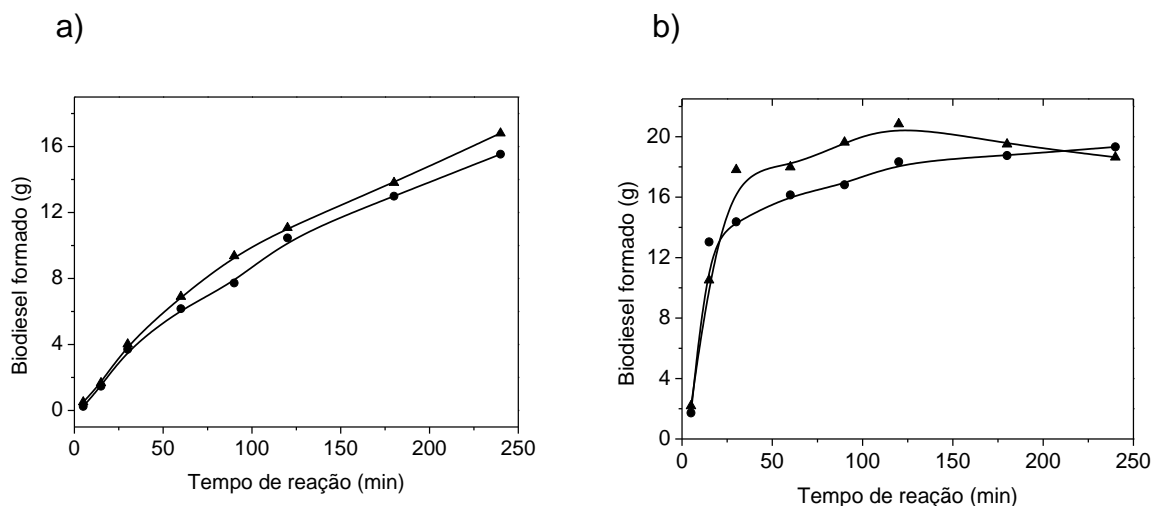 a)
Biodiesel formado (g)
16
12
8
4
0
0 50 100 150 200 250
Tempo de reação (min)
b)
Biodiesel formado (g)
20
16
12
8
4
0
0 50 100 150 200 250
Tempo de reação (min)